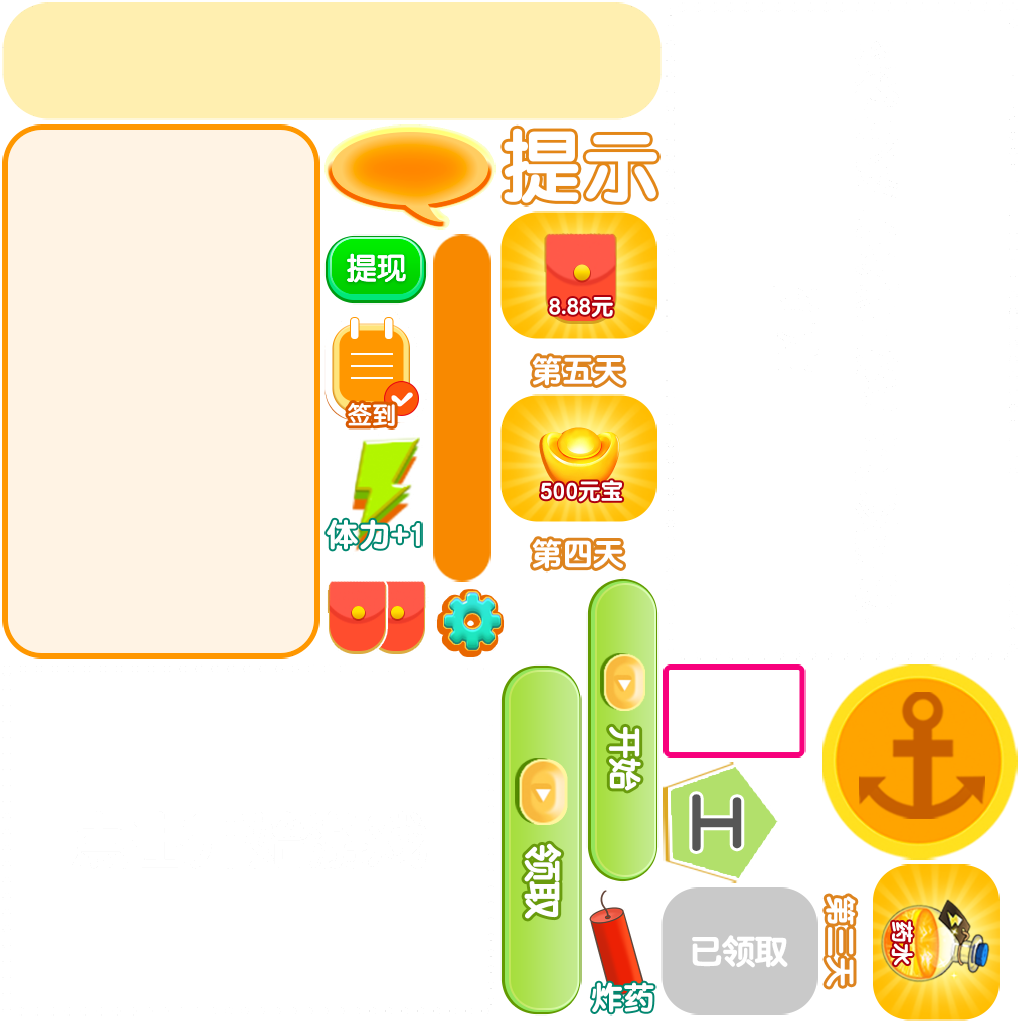 提示
提现
8.88元
第五天
签到
500元宝
体力+1
第四天
开始
工
领取
炸药
已领取
第三天
药水